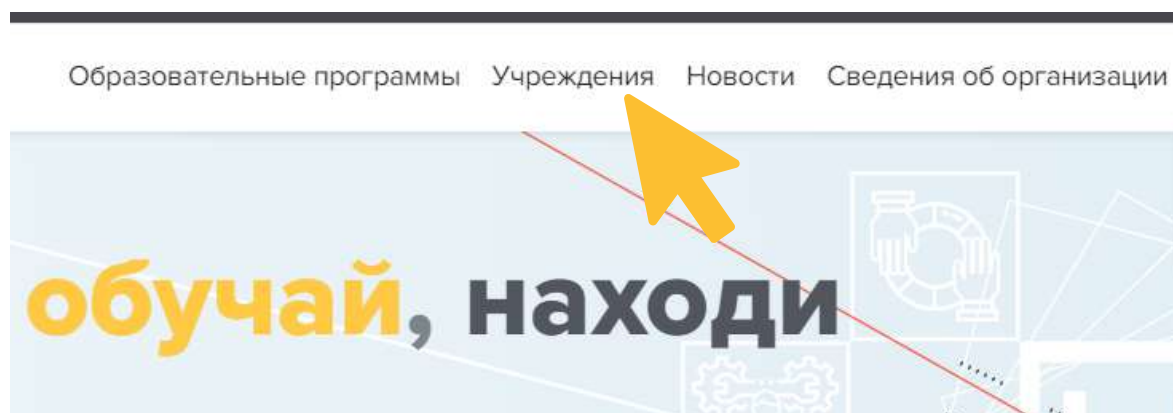 Образовательные программы Учреждения Новости Сведения об организации
обучай, находи